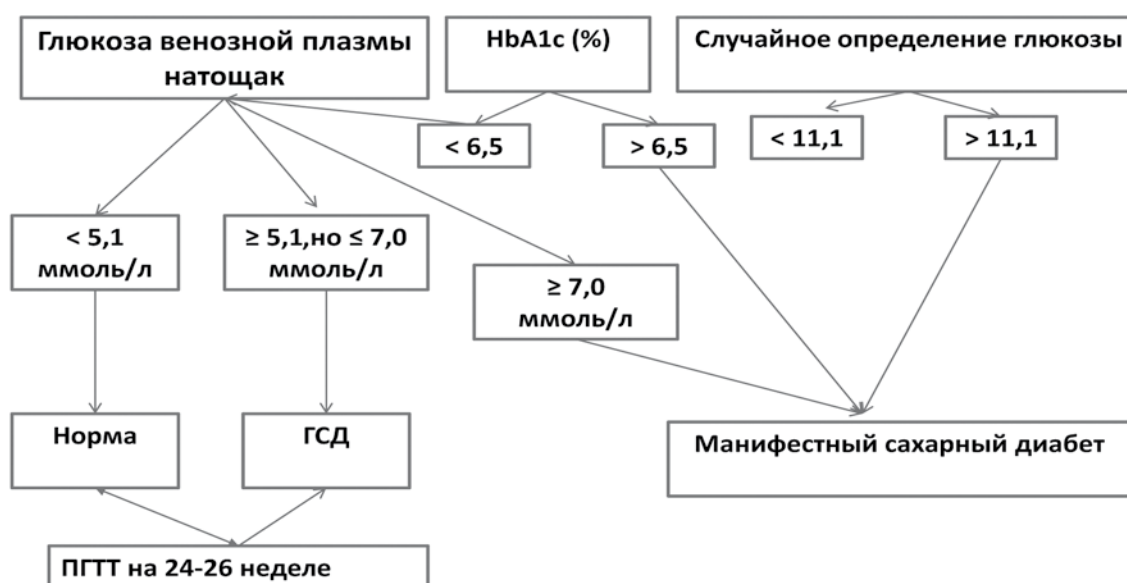 Глюкоза венозной плазмы
натощак
HbA1c (%)
Случайное определение глюкозы
< 6,5
> 6,5
< 11,1
> 11,1
< 5,1
ммоль/л
≥ 5,1,но ≤ 7,0
ммоль/л
≥ 7,0
ммоль/л
Норма
ГСД
Манифестный сахарный диабет
ПГТТ на 24-26 неделе